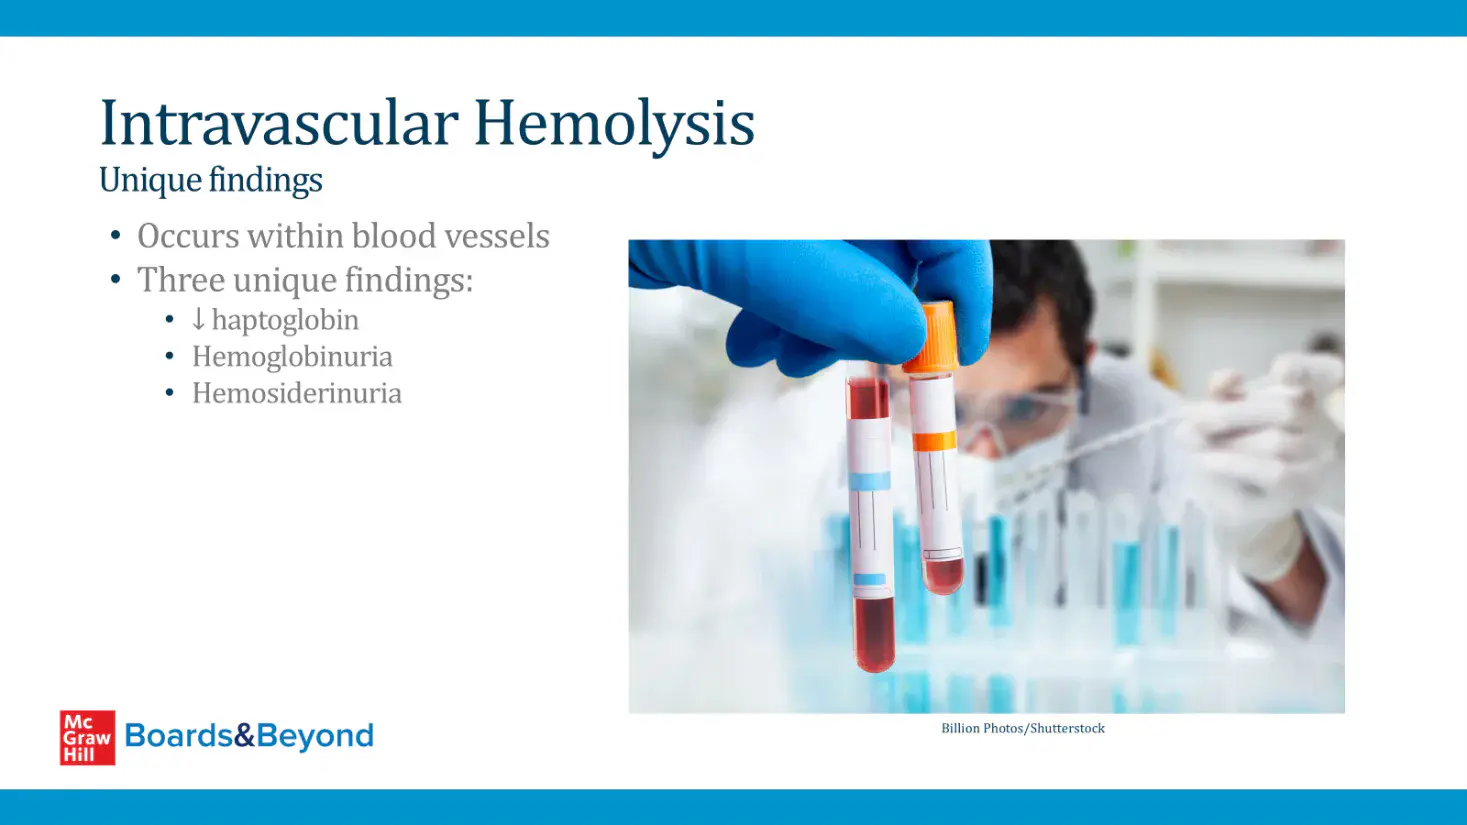 Intravascular Hemolysis
Unique findings
• Occurs within blood vessels
• Three unique findings:
• ↓ haptoglobin
• Hemoglobinuria
• Hemosiderinuria
Mc
Graw
Hill
Boards&Beyond
Billion Photos/Shutterstock